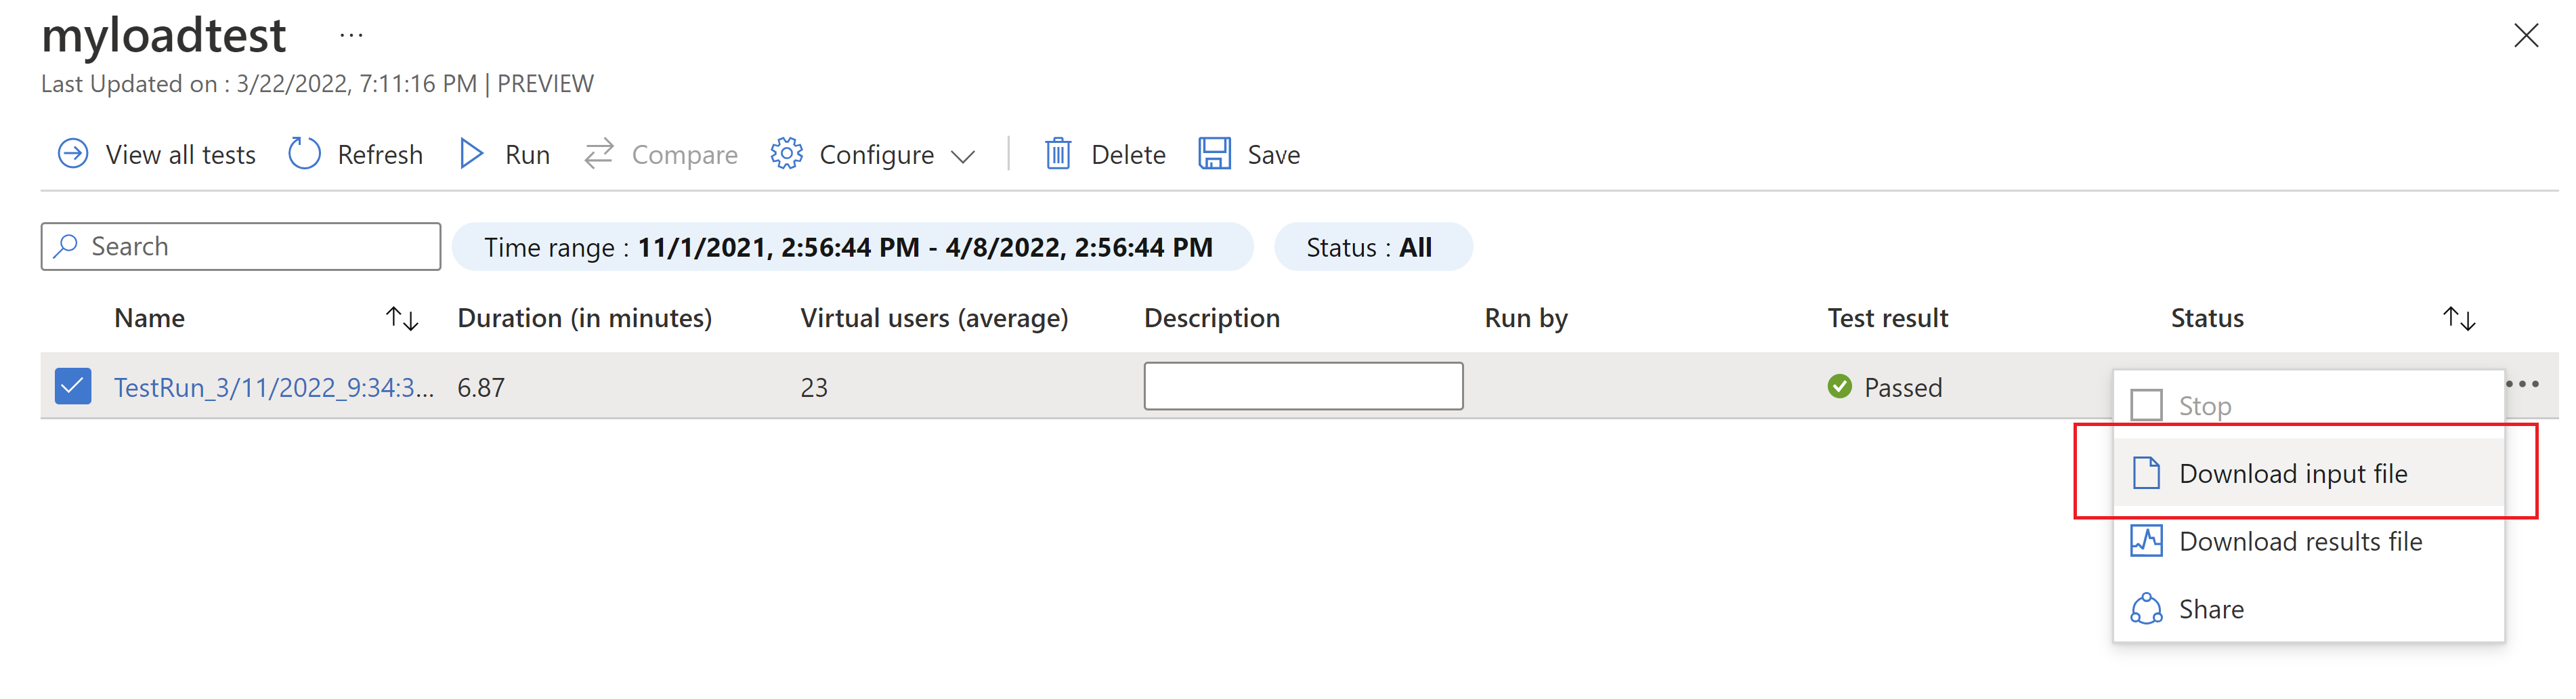 myloadtest ...
Last Updated on : 3/22/2022, 7:11:16 PM | PREVIEW
View all tests Refresh Run Compare Configure Delete Save
Search Time range : 11/1/2021, 2:56:44 PM - 4/8/2022, 2:56:44 PM Status : All
Name Duration (in minutes) Virtual users (average) Description Run by Test result Status
TestRun_3/11/2022_9:34:3... 6.87 23 Passed
Stop
Download input file
Download results file
Share